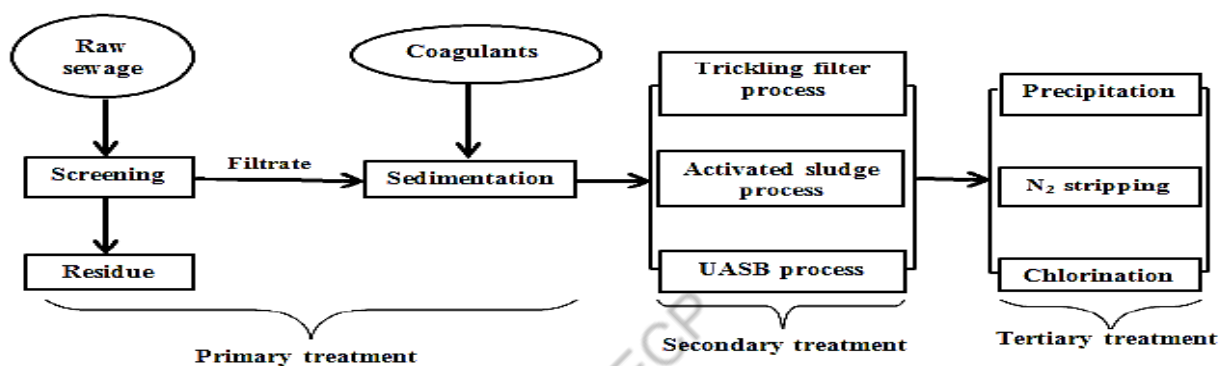 Raw
sewage
Coagulants
Screening
Filtrate
Sedimentation
Residue
Primary treatment
Trickling filter
process
Activated sludge
process
UASB process
Secondary treatment
Precipitation
N₂ stripping
Chlorination
Tertiary treatment